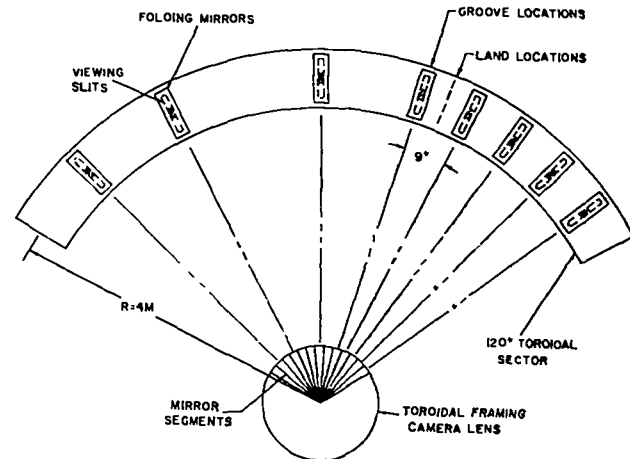 FOLDING MIRRORS
GROOVE LOCATIONS
LAND LOCATIONS
VIEWING
SLITS
9°
R=4M
120° TOROIDAL
SECTOR
MIRROR
SEGMENTS
TOROIDAL FRAMING
CAMERA LENS